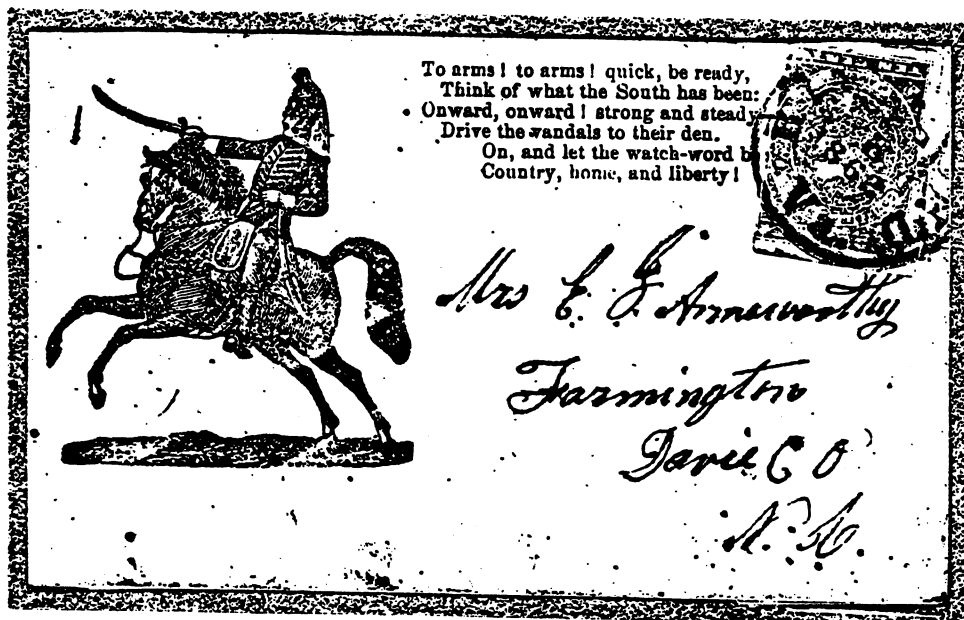 To arms! to arms! quick, be ready,
Think of what the South has been:
Onward, onward! strong and steady
Drive the vandals to their den.
On, and let the watch-word b
Country, home, and liberty!
Mrs E. J. Armsworthy
Farmington
Davie C O
N. C.